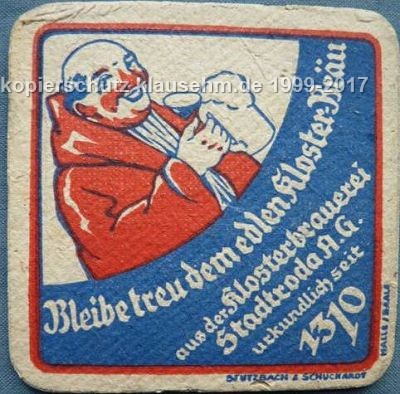 kopierschutz klausehm.de 1999-2017
Bleibe treu dem edlen Kloster-Bräu
aus der Klosterbrauerei
Stadtroda A.G.
urkundlich seit
1310
STUTZBACH & SCHUCHARDT
HALLE/SAALE